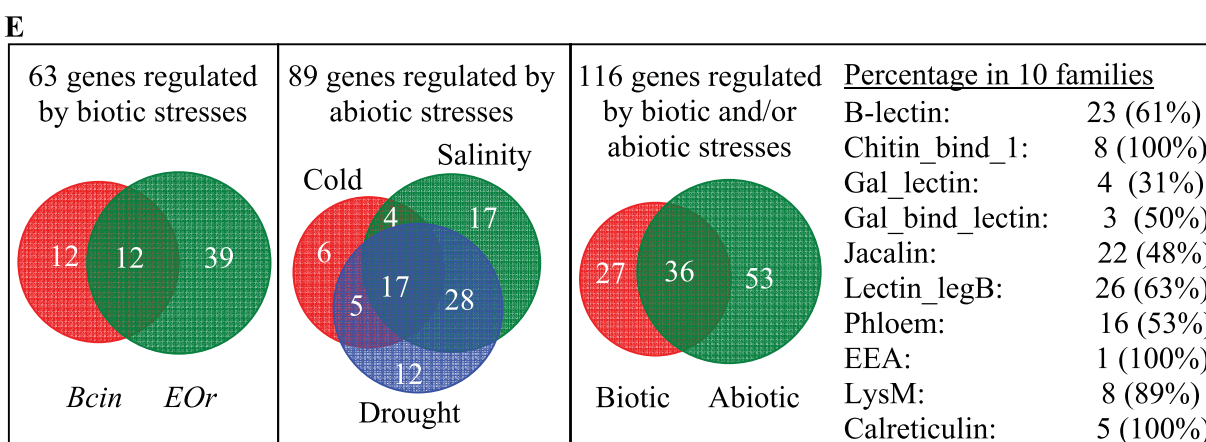 E
63 genes regulated
by biotic stresses
12
12
39
Bcin
EOr
89 genes regulated by
abiotic stresses
Salinity
Cold
4
17
6
17
5
28
12
Drought
116 genes regulated
by biotic and/or
abiotic stresses
27
36
53
Biotic
Abiotic
Percentage in 10 families
B-lectin: 23 (61%)
Chitin_bind_1: 8 (100%)
Gal_lectin: 4 (31%)
Gal_bind_lectin: 3 (50%)
Jacalin: 22 (48%)
Lectin_legB: 26 (63%)
Phloem: 16 (53%)
EEA: 1 (100%)
LysM: 8 (89%)
Calreticulin: 5 (100%)